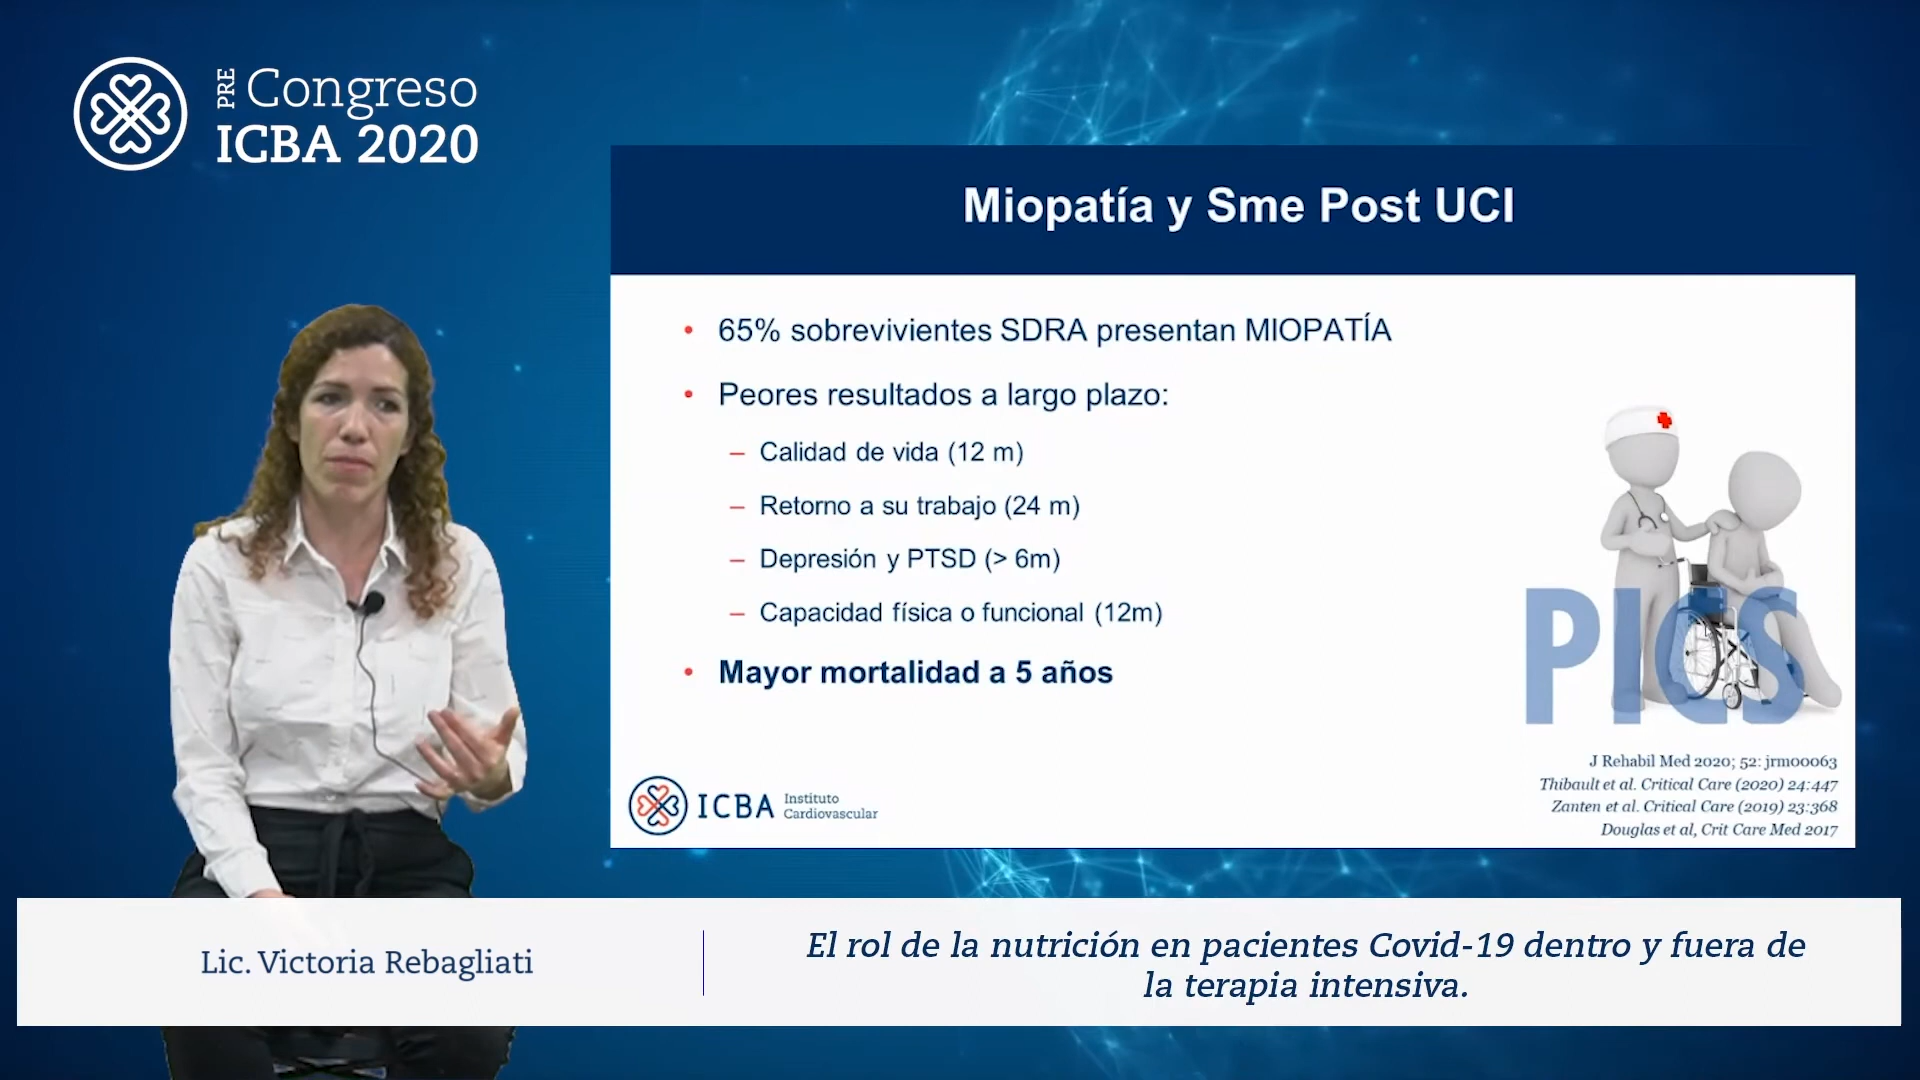 PRE Congreso
ICBA 2020
Miopatía y Sme Post UCI
• 65% sobrevivientes SDRA presentan MIOPATÍA
• Peores resultados a largo plazo:
– Calidad de vida (12 m)
– Retorno a su trabajo (24 m)
– Depresión y PTSD (> 6m)
– Capacidad física o funcional (12m)
• Mayor mortalidad a 5 años
PICS
J Rehabil Med 2020; 52: jrm00063
Thibault et al. Critical Care (2020) 24:447
Zanten et al. Critical Care (2019) 23:368
Douglas et al, Crit Care Med 2017
ICBA Instituto
Cardiovascular
Lic. Victoria Rebagliati
El rol de la nutrición en pacientes Covid-19 dentro y fuera de
la terapia intensiva.